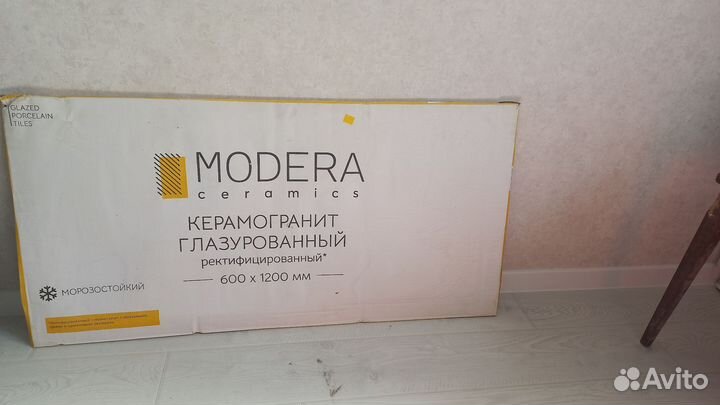 GLAZED
PORCELAIN
TILES
MODERA
ceramics
КЕРАМОГРАНИТ
ГЛАЗУРОВАННЫЙ
ректифицированный*
600 х 1200 мм
МОРОЗОСТОЙКИЙ
Avito